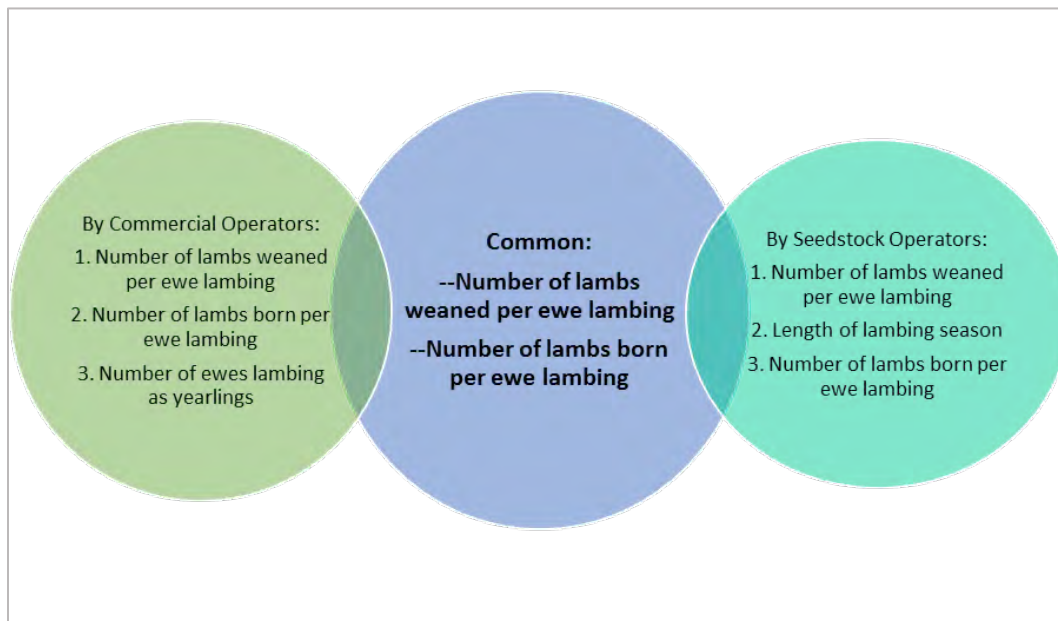 By Commercial Operators:
1. Number of lambs weaned
per ewe lambing
2. Number of lambs born per
ewe lambing
3. Number of ewes lambing
as yearlings
Common:
--Number of lambs
weaned per ewe lambing
--Number of lambs born
per ewe lambing
By Seedstock Operators:
1. Number of lambs weaned
per ewe lambing
2. Length of lambing season
3. Number of lambs born per
ewe lambing